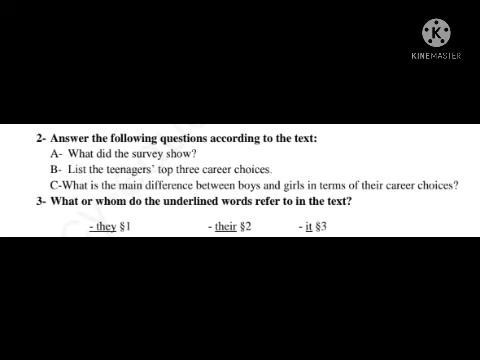 KINEMASTER
2- Answer the following questions according to the text:
A- What did the survey show?
B- List the teenagers' top three career choices.
C-What is the main difference between boys and girls in terms of their career choices?
3- What or whom do the underlined words refer to in the text?
- they §1 - their §2 - it §3